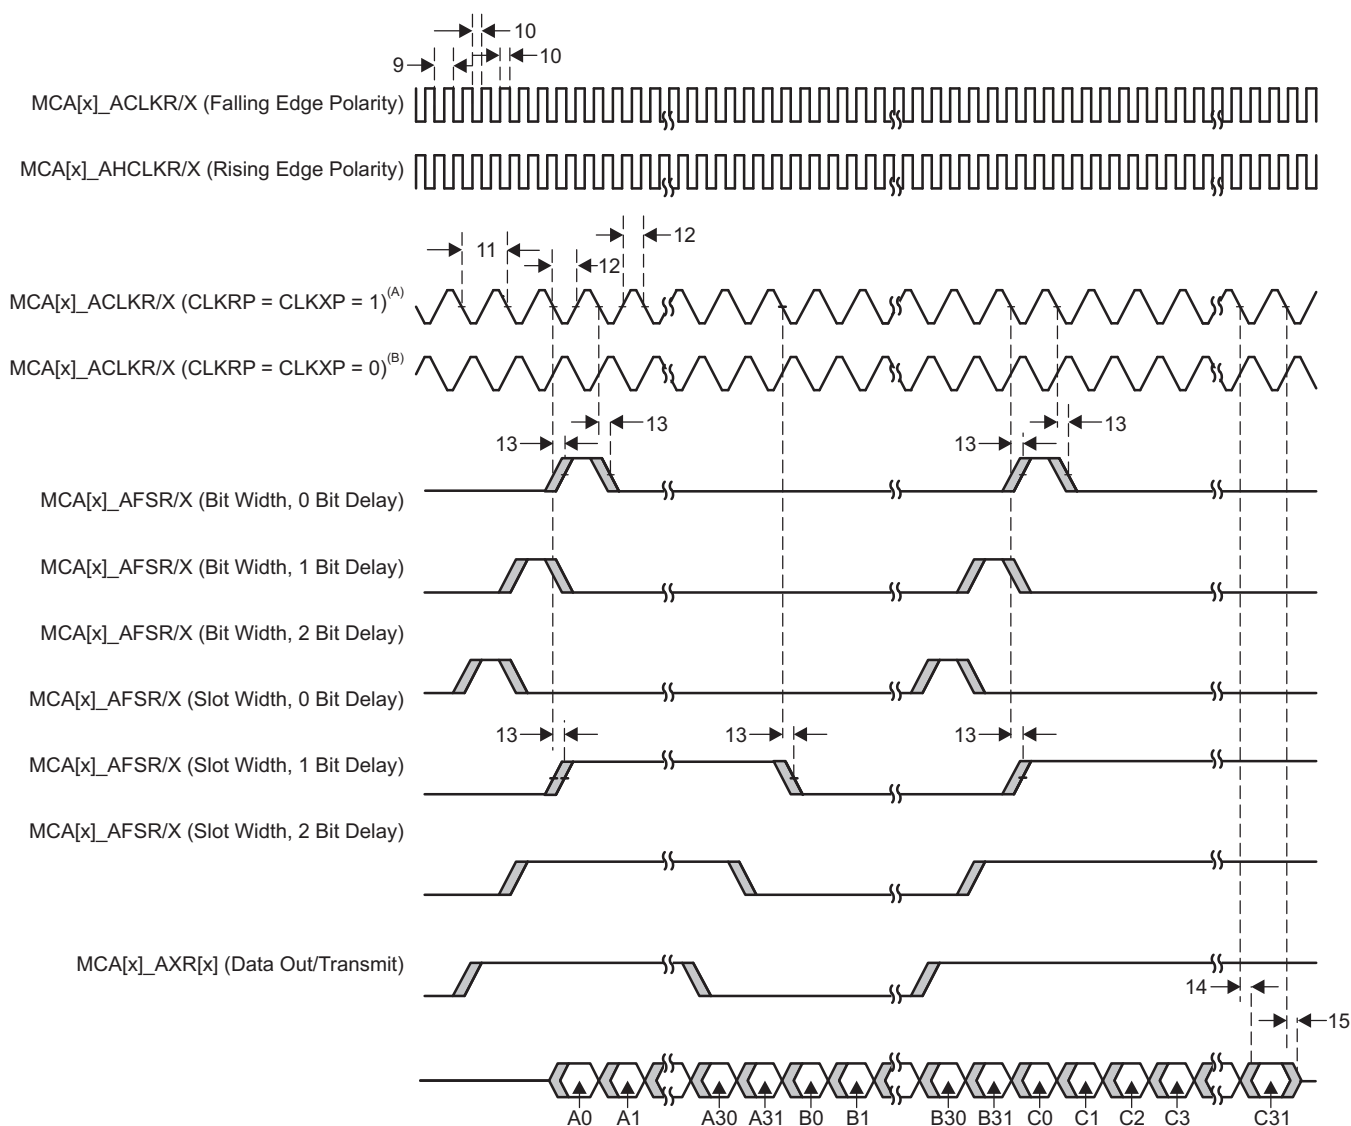 10
10
9
MCA[x]_ACLKR/X (Falling Edge Polarity)
MCA[x]_AHCLKR/X (Rising Edge Polarity)
12
11
12
MCA[x]_ACLKR/X (CLKRP = CLKXP = 1)(A)
MCA[x]_ACLKR/X (CLKRP = CLKXP = 0)(B)
13
13
13
13
MCA[x]_AFSR/X (Bit Width, 0 Bit Delay)
MCA[x]_AFSR/X (Bit Width, 1 Bit Delay)
MCA[x]_AFSR/X (Bit Width, 2 Bit Delay)
MCA[x]_AFSR/X (Slot Width, 0 Bit Delay)
13
13
13
MCA[x]_AFSR/X (Slot Width, 1 Bit Delay)
MCA[x]_AFSR/X (Slot Width, 2 Bit Delay)
MCA[x]_AXR[x] (Data Out/Transmit)
14
15
A0 A1 A30 A31 B0 B1 B30 B31 C0 C1 C2 C3 C31